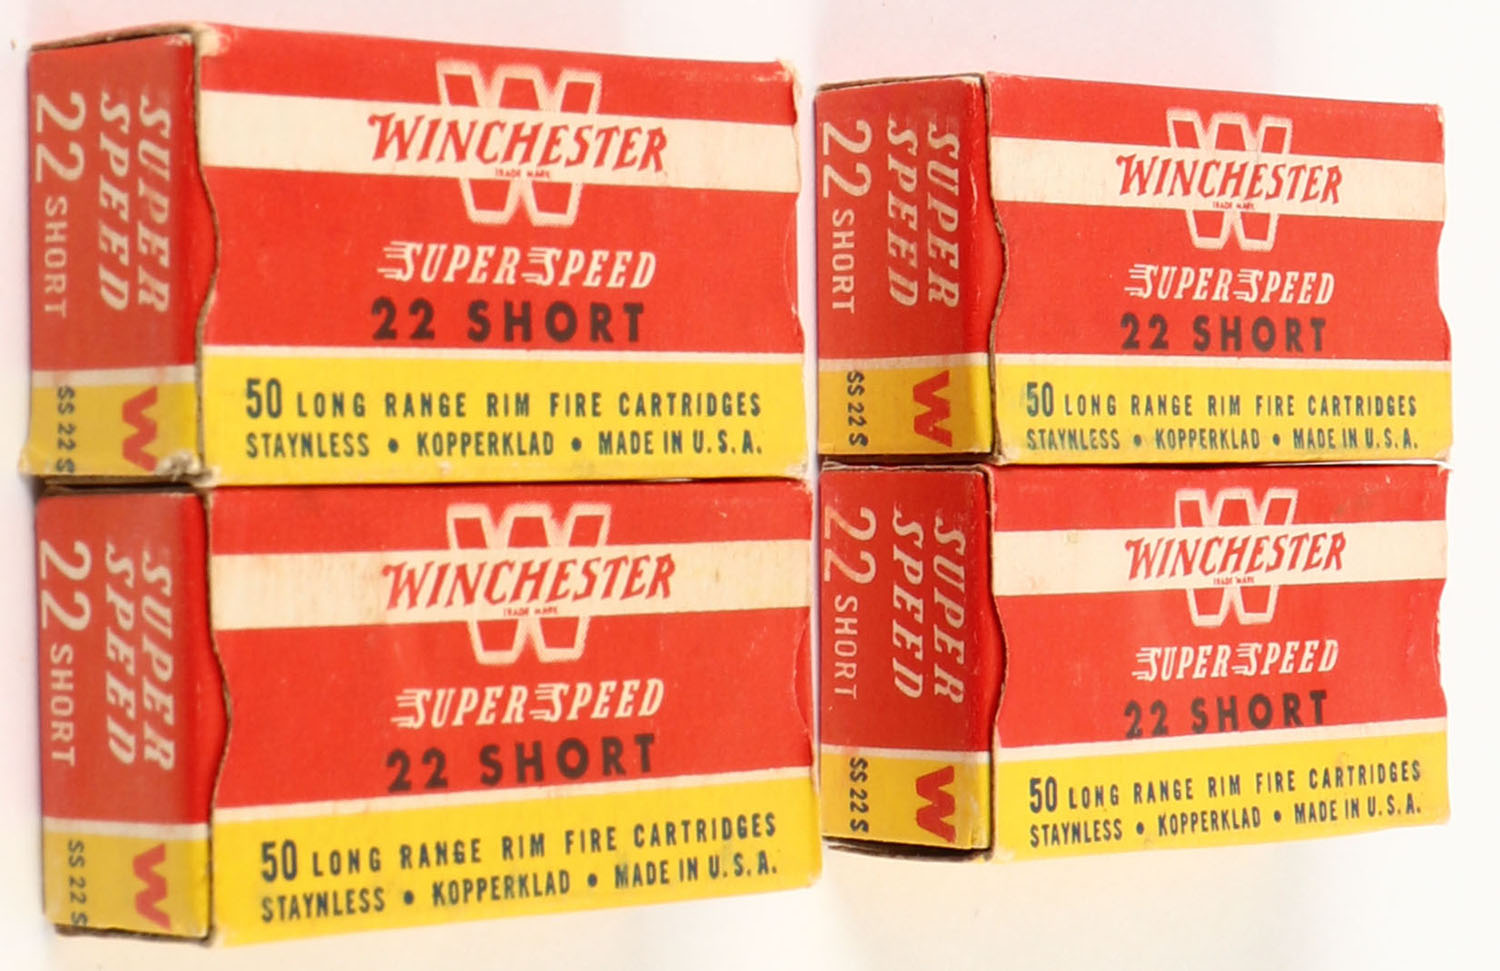 SUPER
SPEED
22 SHORT
W
SS 22 S
W
WINCHESTER
TRADE MARK
SUPER SPEED
22 SHORT
50 LONG RANGE RIM FIRE CARTRIDGES
STAYNLESS • KOPPERKLAD • MADE IN U.S.A.
SUPER
SPEED
22 SHORT
W
SS 22 S
W
WINCHESTER
TRADE MARK
SUPER SPEED
22 SHORT
50 LONG RANGE RIM FIRE CARTRIDGES
STAYNLESS • KOPPERKLAD • MADE IN U.S.A.
SUPER
SPEED
22 SHORT
W
SS 22 S
W
WINCHESTER
TRADE MARK
SUPER SPEED
22 SHORT
50 LONG RANGE RIM FIRE CARTRIDGES
STAYNLESS • KOPPERKLAD • MADE IN U.S.A.
SUPER
SPEED
22 SHORT
W
SS 22 S
W
WINCHESTER
TRADE MARK
SUPER SPEED
22 SHORT
50 LONG RANGE RIM FIRE CARTRIDGES
STAYNLESS • KOPPERKLAD • MADE IN U.S.A.